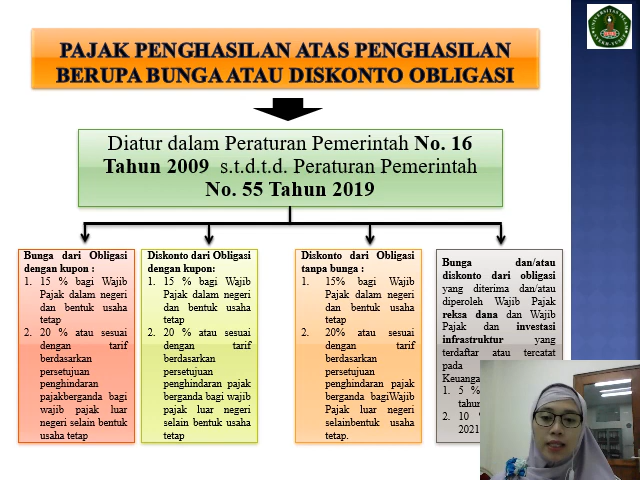 PAJAK PENGHASILAN ATAS PENGHASILAN
BERUPA BUNGA ATAU DISKONTO OBLIGASI
Diatur dalam Peraturan Pemerintah No. 16
Tahun 2009 s.t.d.t.d. Peraturan Pemerintah
No. 55 Tahun 2019
Bunga dari Obligasi
dengan kupon :
1. 15 % bagi Wajib
Pajak dalam negeri
dan bentuk usaha
tetap
2. 20 % atau sesuai
dengan tarif
berdasarkan
persetujuan
penghindaran
pajakberganda bagi
wajib pajak luar
negeri selain bentuk
usaha tetap
Diskonto dari Obligasi
dengan kupon:
1. 15 % bagi Wajib
Pajak dalam negeri
dan bentuk usaha
tetap
2. 20 % atau sesuai
dengan tarif
berdasarkan
persetujuan
penghindaran pajak
berganda bagi wajib
pajak luar negeri
selain bentuk usaha
tetap
Diskonto dari Obligasi
tanpa bunga :
1. 15% bagi Wajib
Pajak dalam negeri
dan bentuk usaha
tetap
2. 20% atau sesuai
dengan tarif
berdasarkan
persetujuan
penghindaran pajak
berganda bagiWajib
Pajak luar negeri
selainbentuk usaha
tetap.
Bunga dan/atau
diskonto dari obligasi
yang diterima dan/atau
diperoleh Wajib Pajak
reksa dana dan Wajib
Pajak dan investasi
infrastruktur yang
terdaftar atau tercatat
pada
Keuangan
1. 5 %
tahun
2. 10 %
2021